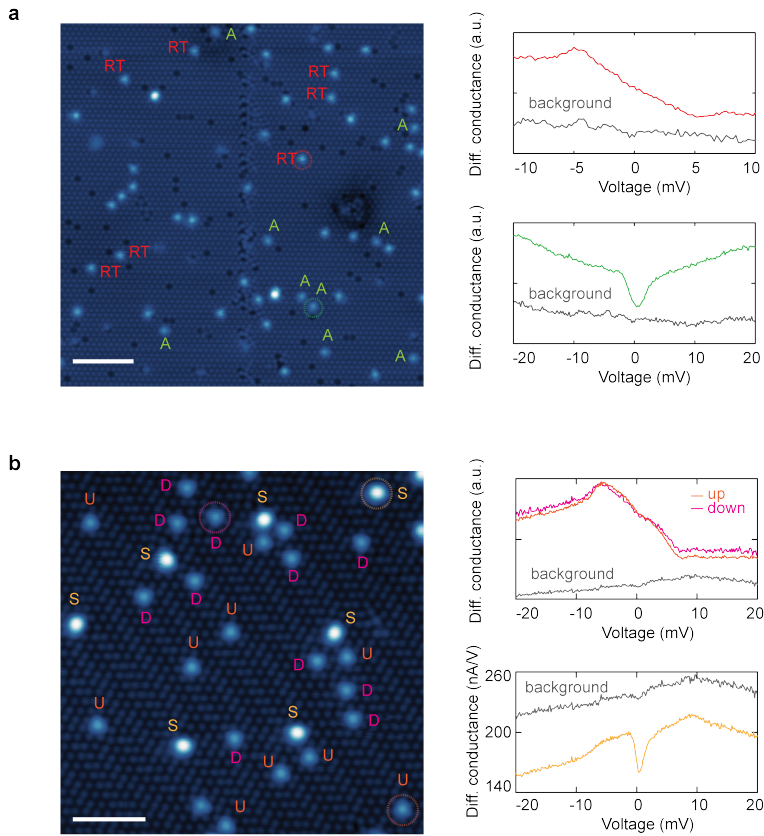 a
RT
A
RT
RT
RT
A
RT
A
A
RT
RT
A
A
A
A
A
Diff. conductance (a.u.)
background
-10
-5
0
5
10
Voltage (mV)
Diff. conductance (a.u.)
background
-20
-10
0
10
20
Voltage (mV)
b
D
S
S
U
D
D
U
D
D
S
D
D
S
U
S
D
U
U
D
U
S
S
D
D
U
U
U
U
Diff. conductance (a.u.)
up
down
background
-20
-10
0
10
20
Voltage (mV)
Diff. conductance (nA/V)
260
200
140
background
-20
-10
0
10
20
Voltage (mV)